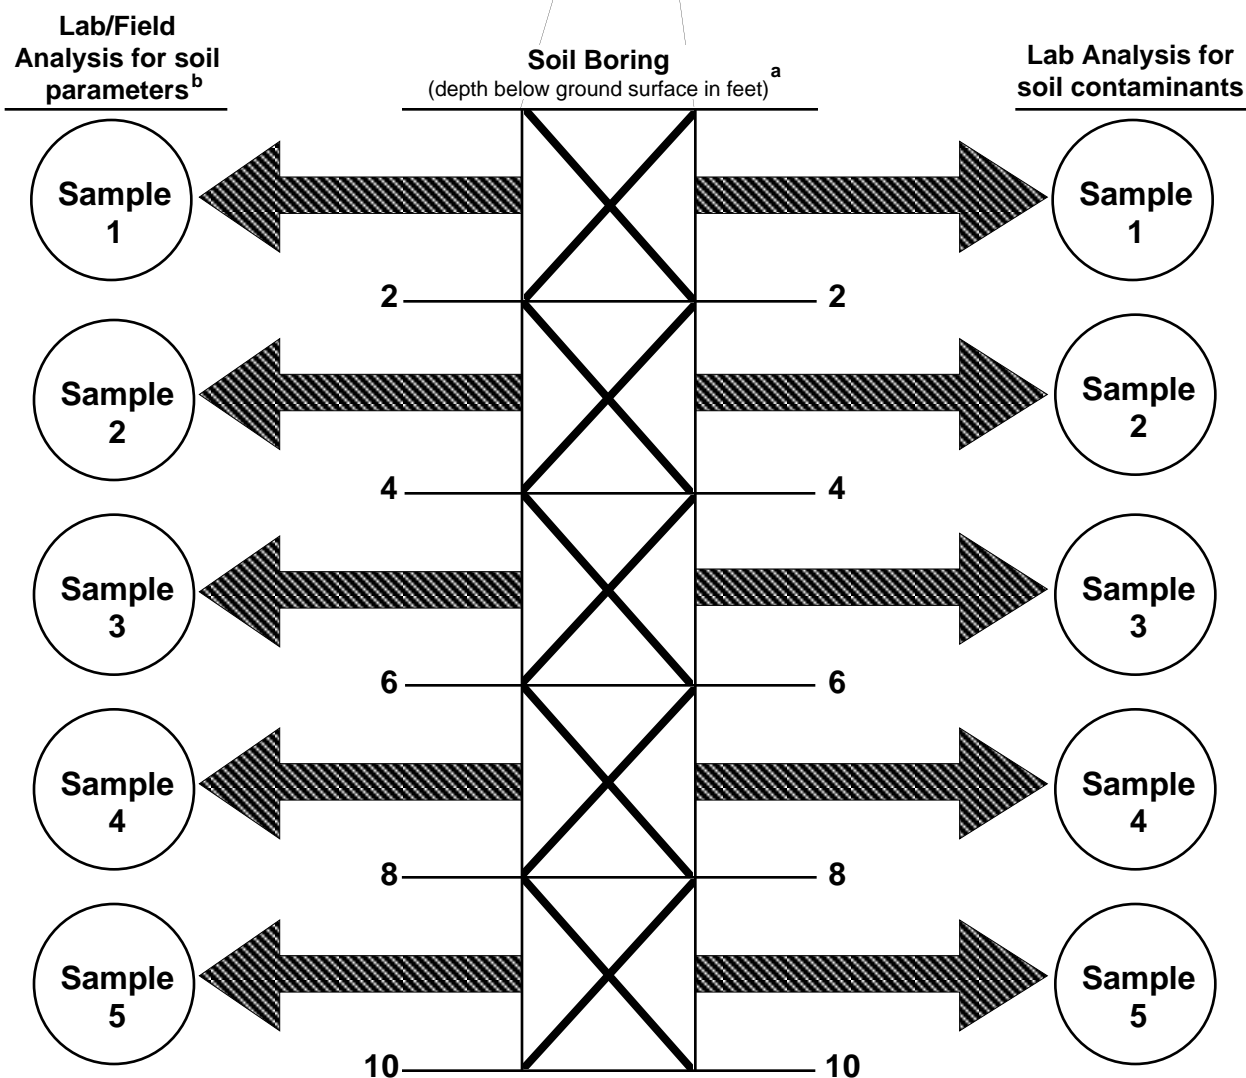 Lab/Field
Analysis for soil
parameters b
Soil Boring
(depth below ground surface in feet) a
Lab Analysis for
soil contaminants
Sample
1
Sample
1
2
2
Sample
2
Sample
2
4
4
Sample
3
Sample
3
6
6
Sample
4
Sample
4
8
8
Sample
5
Sample
5
10
10